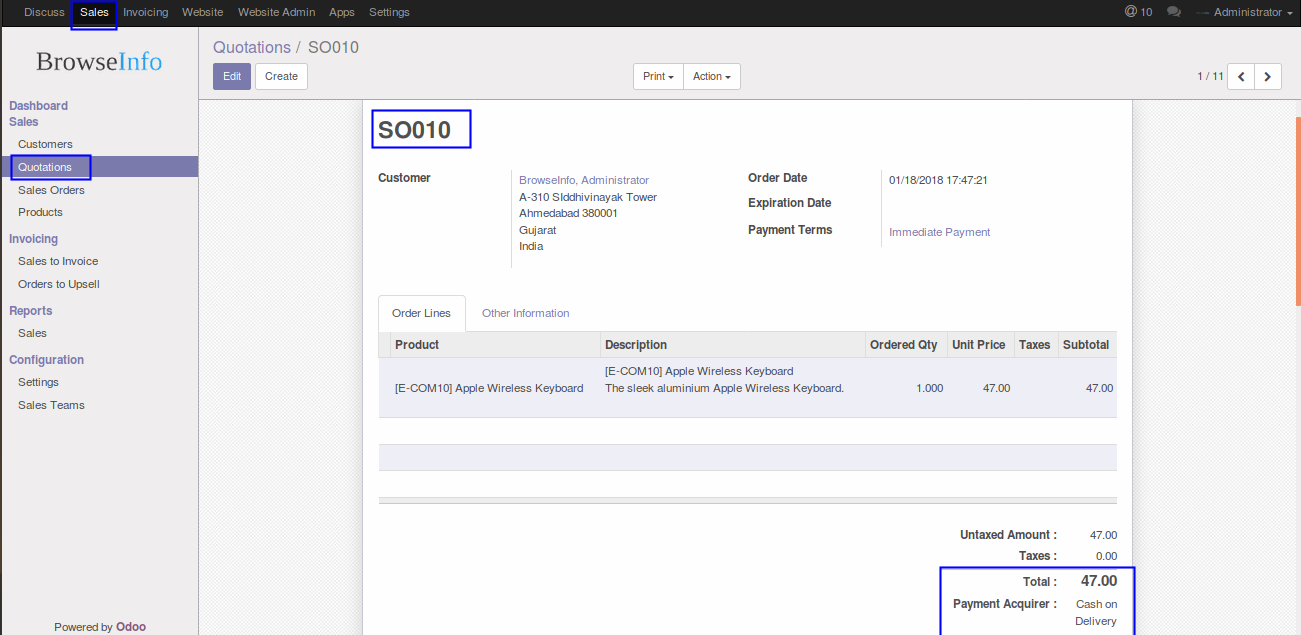 Discuss Sales Invoicing Website Website Admin Apps Settings @ 10 Administrator
BrowseInfo
Quotations / SO010
Edit Create Print Action 1 / 11
Dashboard
Sales
Customers
Quotations
Sales Orders
Products
Invoicing
Sales to Invoice
Orders to Upsell
Reports
Sales
Configuration
Settings
Sales Teams
Powered by Odoo
SO010
Customer
BrowseInfo, Administrator
A-310 SIddhivinayak Tower
Ahmedabad 380001
Gujarat
India
Order Date 01/18/2018 17:47:21
Expiration Date
Payment Terms Immediate Payment
Order Lines Other Information
Product Description Ordered Qty Unit Price Taxes Subtotal
[E-COM10] Apple Wireless Keyboard
[E-COM10] Apple Wireless Keyboard The sleek aluminium Apple Wireless Keyboard. 1.000 47.00 47.00
Untaxed Amount : 47.00
Taxes : 0.00
Total : 47.00
Payment Acquirer : Cash on
Delivery